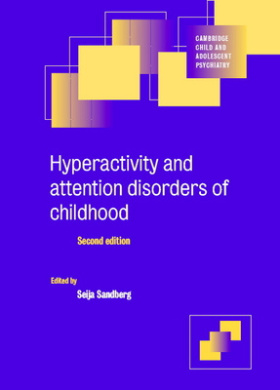 CAMBRIDGE
CHILD AND
ADOLESCENT
PSYCHIATRY
Hyperactivity and
attention disorders of
childhood
Second edition
Edited by
Seija Sandberg